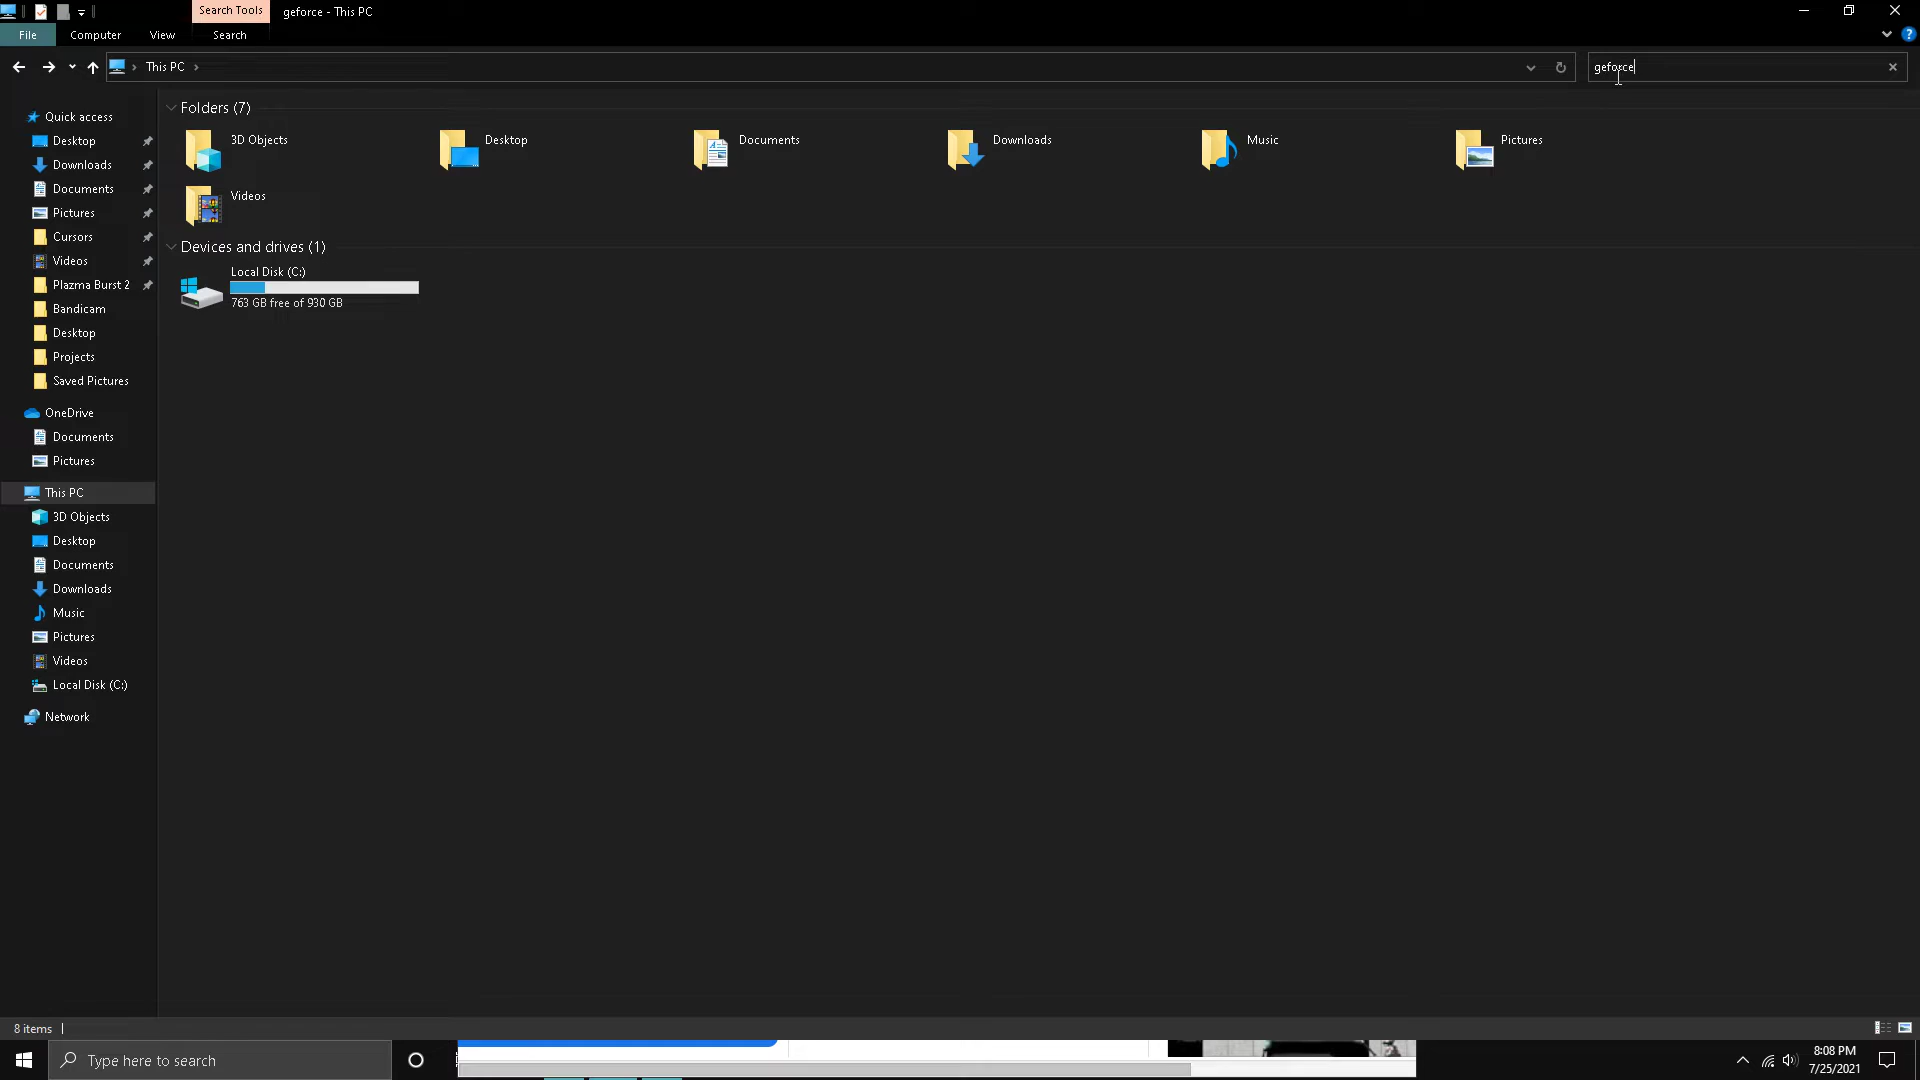 Search Tools
geforce - This PC
File
Computer
View
Search
This PC
geforce
Quick access
Desktop
Downloads
Documents
Pictures
Cursors
Videos
Plazma Burst 2
Bandicam
Desktop
Projects
Saved Pictures
OneDrive
Documents
Pictures
This PC
3D Objects
Desktop
Documents
Downloads
Music
Pictures
Videos
Local Disk (C:)
Network
Folders (7)
3D Objects
Desktop
Documents
Downloads
Music
Pictures
Videos
Devices and drives (1)
Local Disk (C:)
763 GB free of 930 GB
8 items
Type here to search
8:08 PM
7/25/2021